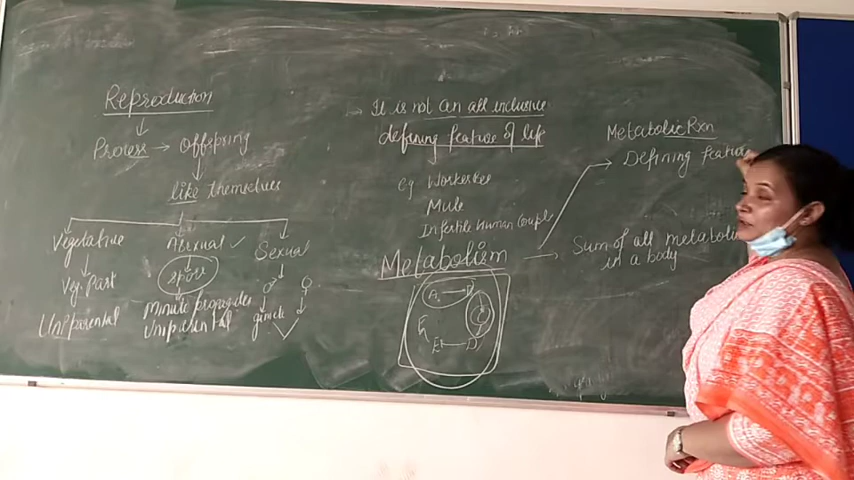 Reproduction
Process → Offspring
like themselves
Vegetative Asexual ✓ Sexual
Veg. Part spore ♂ ♀
Uniparental Minute propagules
Uniparental
It is not an all inclusive
defining feature of life
eg Worker bee
Mule
Infertile Human Couple
Metabolism
A B
E D
Metabolic Rxn
Defining feature
Sum of all metabolic
in a body